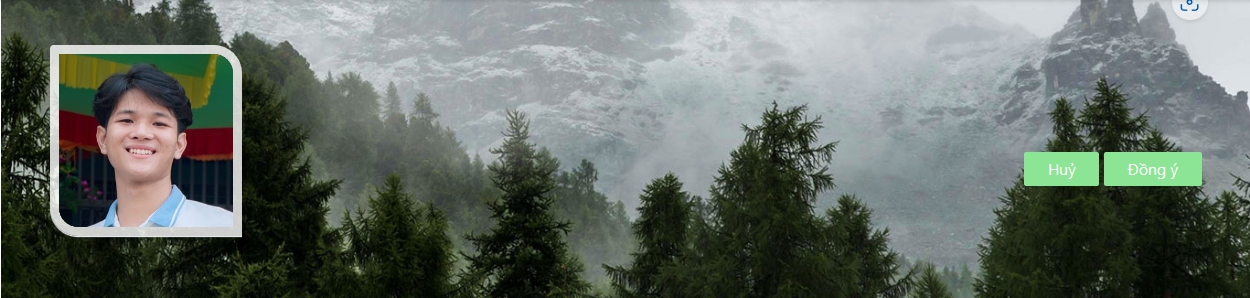 Huỷ
Đồng ý